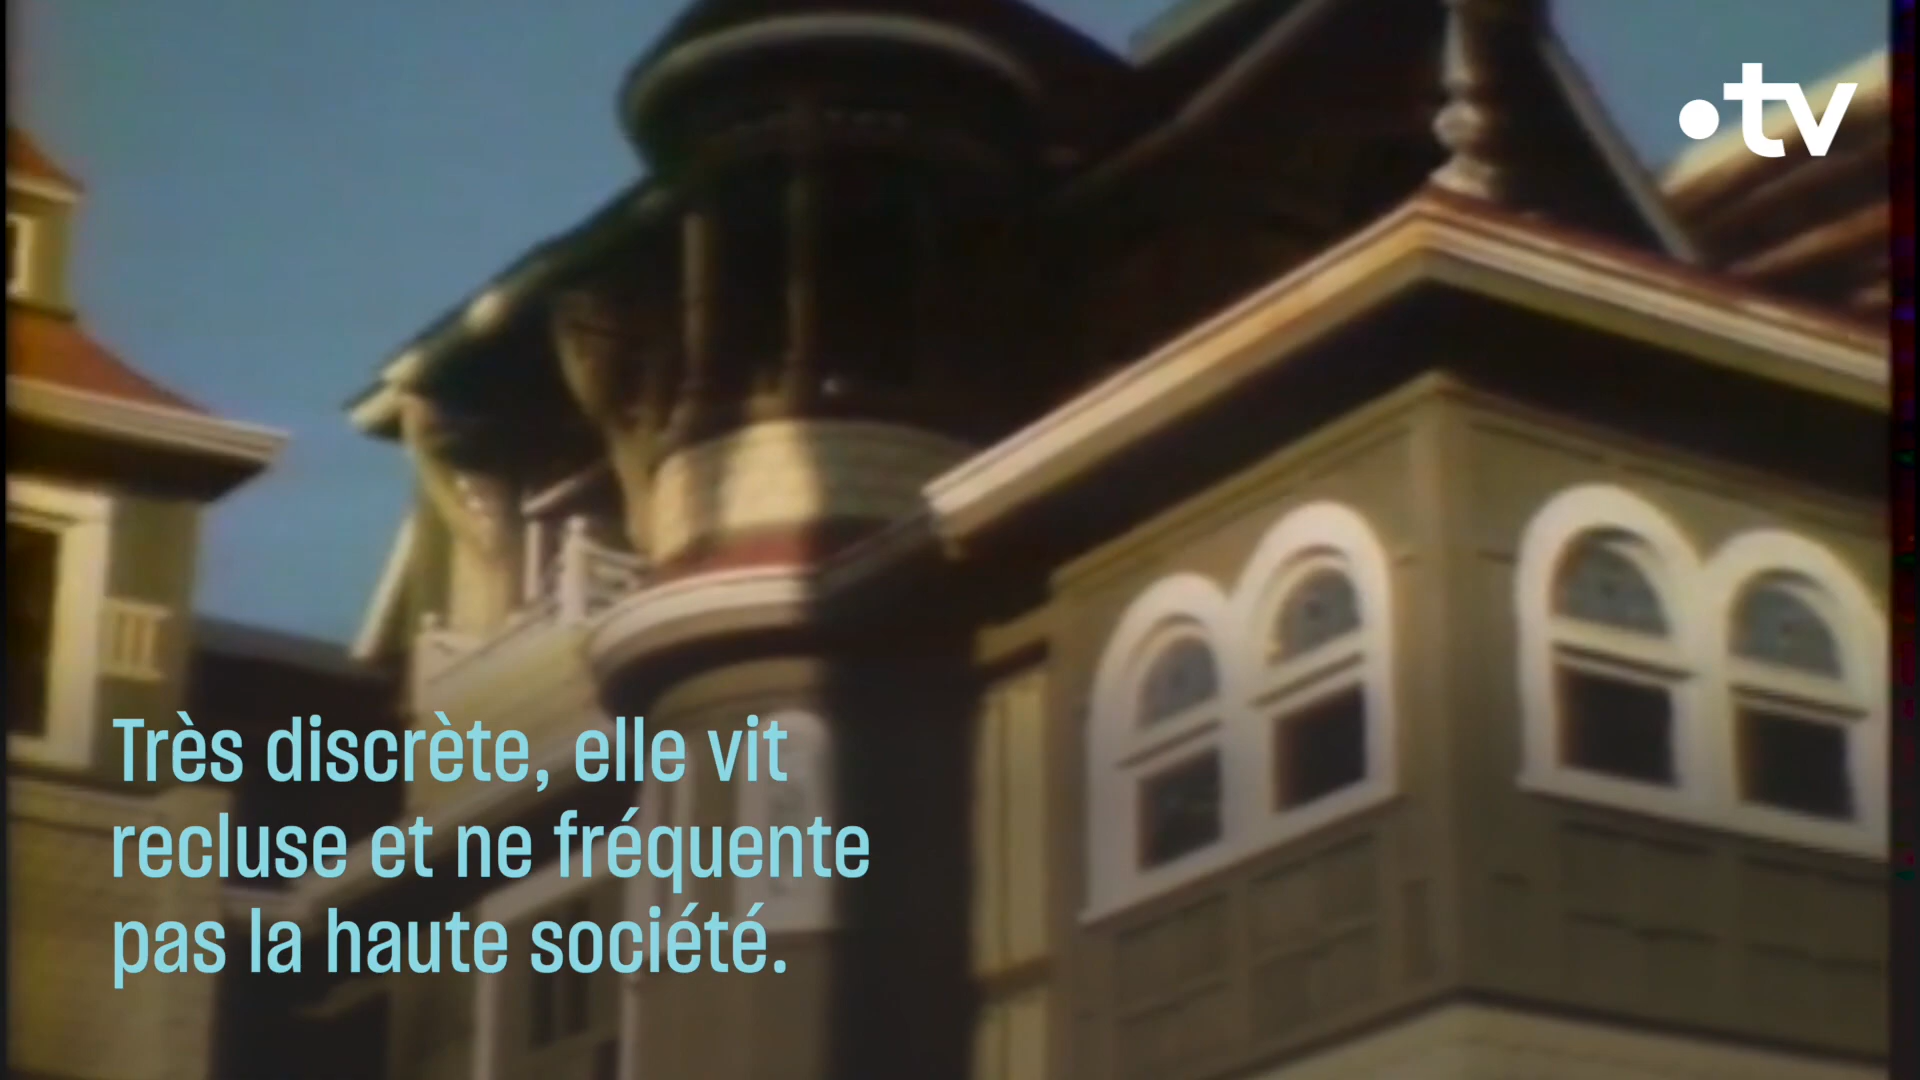 .tv
Très discrète, elle vit
recluse et ne fréquente
pas la haute société.